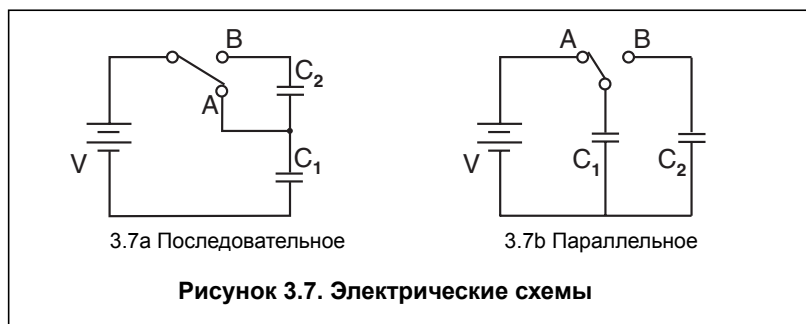 B
A
B
C2
A
V
C1
V
C1
C2
3.7a Последовательное
3.7b Параллельное
Рисунок 3.7. Электрические схемы